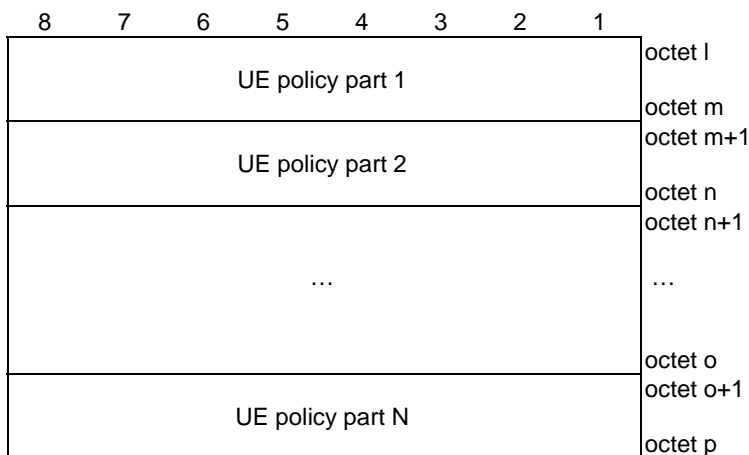 8 7 6 5 4 3 2 1
octet l
UE policy part 1
octet m
octet m+1
UE policy part 2
octet n
octet n+1
… …
octet o
octet o+1
UE policy part N
octet p